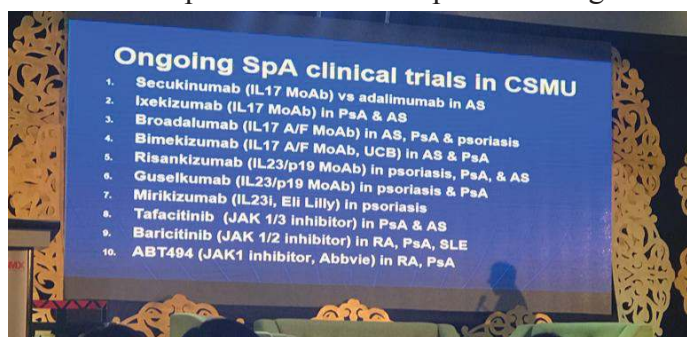 Ongoing SpA clinical trials in CSMU
1. Secukinumab (IL17 MoAb) vs adalimumab in AS
2. Ixekizumab (IL17 MoAb) in PsA & AS
3. Broadalumab (IL17 A/F MoAb) in AS, PsA & psoriasis
4. Bimekizumab (IL17 A/F MoAb, UCB) in AS & PsA
5. Risankizumab (IL23/p19 MoAb) in psoriasis, PsA, & AS
6. Guselkumab (IL23/p19 MoAb) in psoriasis & PsA
7. Mirikizumab (IL23i, Eli Lilly) in psoriasis
8. Tafacitinib (JAK 1/3 inhibitor) in PsA & AS
9. Baricitinib (JAK 1/2 inhibitor) in RA, PsA, SLE
10. ABT494 (JAK1 inhibitor, Abbvie) in RA, PsA